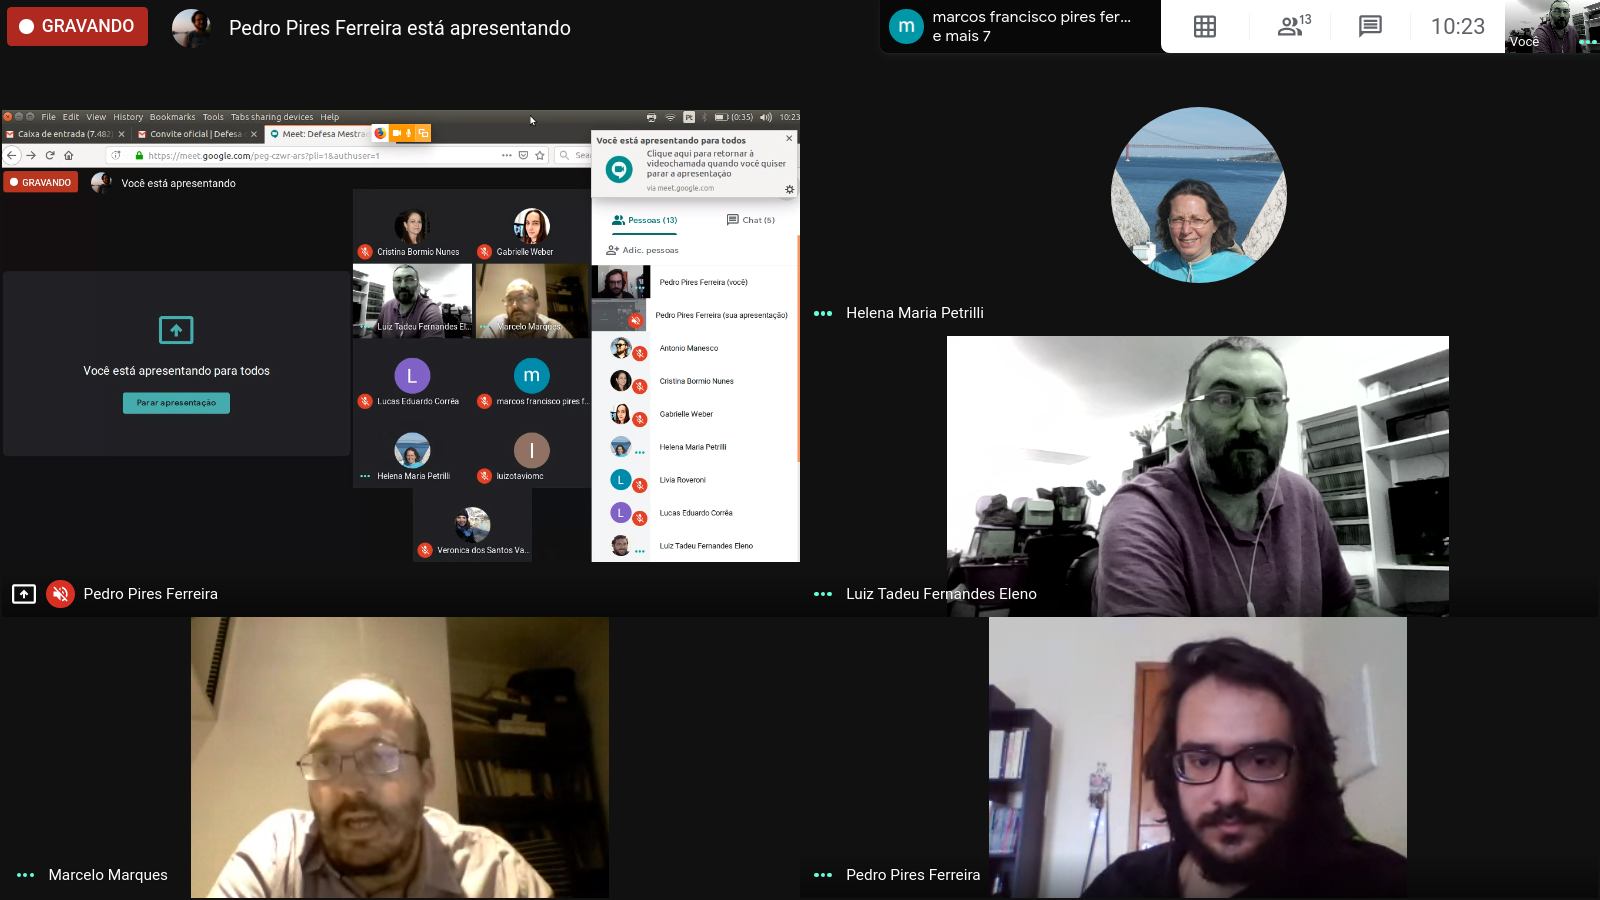 GRAVANDO
Pedro Pires Ferreira está apresentando
m
marcos francisco pires fer...
e mais 7
13
10:23
Você
File Edit View History Bookmarks Tools Tabs sharing devices Help
Pt
(0:35)
10:23
Caixa de entrada (7.482)
Convite oficial | Defesa
Meet: Defesa Mestra
https://meet.google.com/peg-czwr-ars?pli=1&authuser=1
Sea
Você está apresentando para todos
Clique aqui para retornar à
videochamada quando você quiser
parar a apresentação
via meet.google.com
GRAVANDO
Você está apresentando
Pessoas (13)
Chat (5)
Adic. pessoas
Cristina Bormio Nunes
Gabrielle Weber
Luiz Tadeu Fernandes El...
Marcelo Marques
L
Lucas Eduardo Corrêa
m
marcos francisco pires f...
Helena Maria Petrilli
l
luizotaviomc
Veronica dos Santos Va...
Você está apresentando para todos
Parar apresentação
Pedro Pires Ferreira (você)
Pedro Pires Ferreira (sua apresentação)
Antonio Manesco
Cristina Bormio Nunes
Gabrielle Weber
Helena Maria Petrilli
L
Livia Roveroni
L
Lucas Eduardo Corrêa
Luiz Tadeu Fernandes Eleno
Pedro Pires Ferreira
Helena Maria Petrilli
Luiz Tadeu Fernandes Eleno
Marcelo Marques
Pedro Pires Ferreira